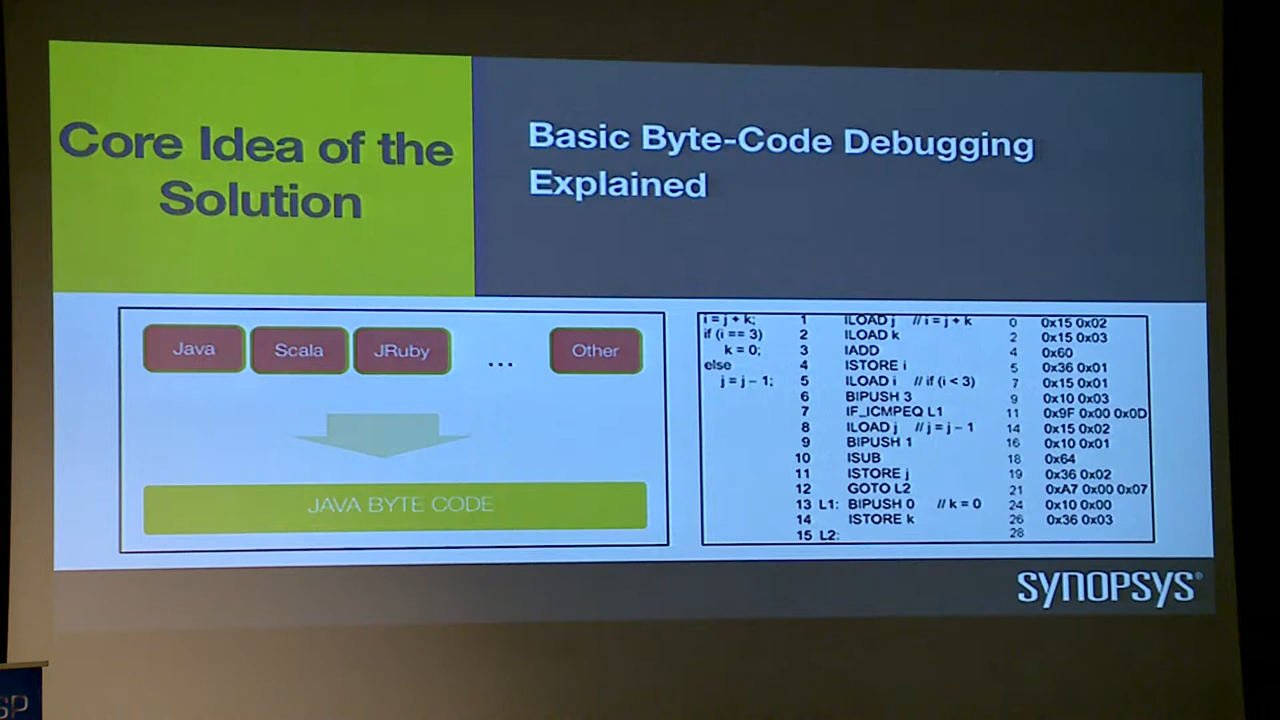 Core Idea of the
Solution
Basic Byte-Code Debugging
Explained
Java
Scala
JRuby
...
Other
JAVA BYTE CODE
i = j + k; 1 ILOAD j // i = j + k 0 0x15 0x02
if (i == 3) 2 ILOAD k 2 0x15 0x03
k = 0; 3 IADD 4 0x60
else 4 ISTORE i 5 0x36 0x01
j = j – 1; 5 ILOAD i // if (i < 3) 7 0x15 0x01
6 BIPUSH 3 9 0x10 0x03
7 IF_ICMPEQ L1 11 0x9F 0x00 0x0D
8 ILOAD j // j = j – 1 14 0x15 0x02
9 BIPUSH 1 16 0x10 0x01
10 ISUB 18 0x64
11 ISTORE j 19 0x36 0x02
12 GOTO L2 21 0xA7 0x00 0x07
13 L1: BIPUSH 0 // k = 0 24 0x10 0x00
14 ISTORE k 26 0x36 0x03
15 L2: 28
SYNOPSYS®
SP